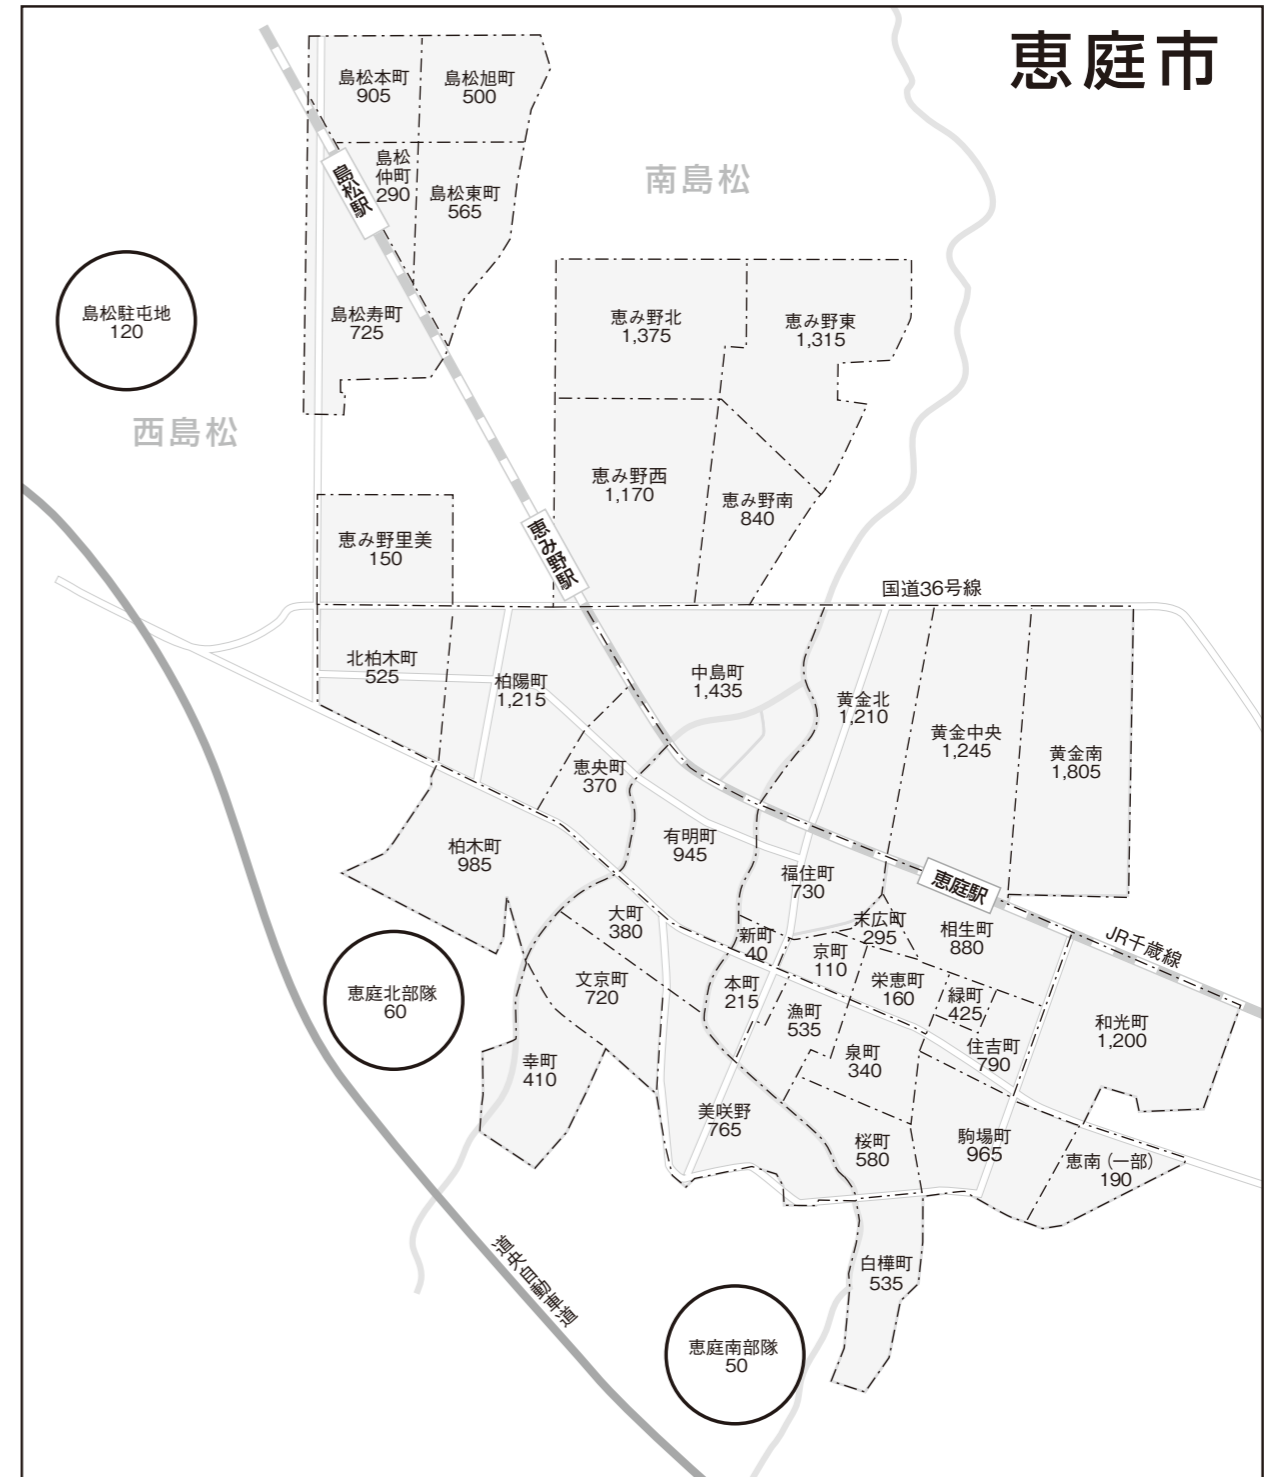 恵庭市
島松本町
905
島松旭町
500
島松
仲町
290
島松東町
565
島松駅
南島松
島松駐屯地
120
島松寿町
725
恵み野北
1,375
恵み野東
1,315
西島松
恵み野西
1,170
恵み野南
840
恵み野里美
150
恵み野駅
国道36号線
北柏木町
525
柏陽町
1,215
中島町
1,435
黄金北
1,210
黄金中央
1,245
黄金南
1,805
恵央町
370
柏木町
985
有明町
945
福住町
730
恵庭駅
大町
380
新町
40
末広町
295
相生町
880
JR千歳線
京町
110
恵庭北部隊
60
文京町
720
本町
215
栄恵町
160
緑町
425
漁町
535
和光町
1,200
住吉町
790
幸町
410
泉町
340
美咲野
765
桜町
580
駒場町
965
恵南（一部）
190
道央自動車道
白樺町
535
恵庭南部隊
50